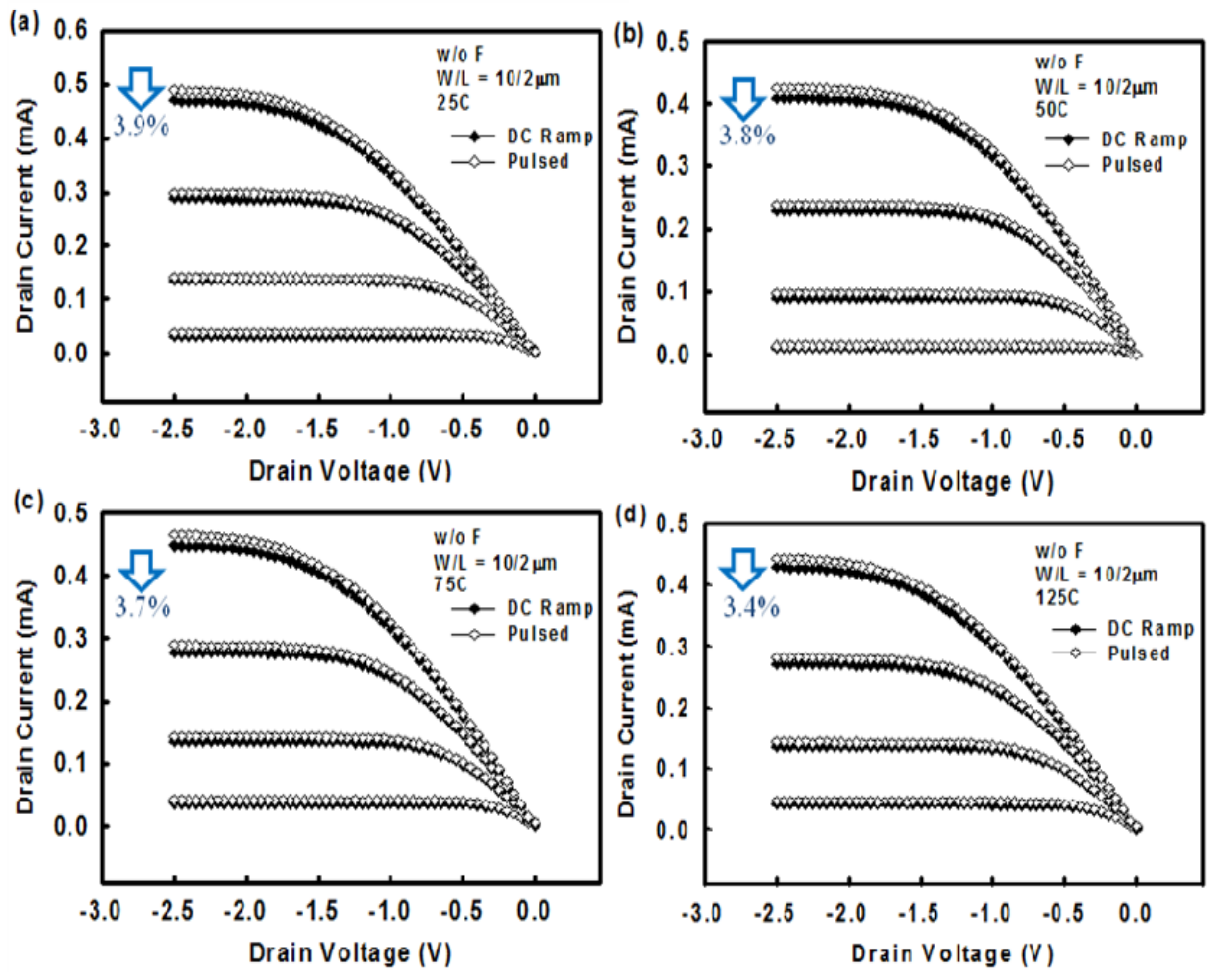 (a)
0.6
0.5
0.4
0.3
0.2
0.1
0.0
Drain Current (mA)
3.9%
w/o F
W/L = 10/2μm
25C
DC Ramp
Pulsed
-3.0 -2.5 -2.0 -1.5 -1.0 -0.5 0.0
Drain Voltage (V)
(b)
0.5
0.4
0.3
0.2
0.1
0.0
Drain Current (mA)
3.8%
w/o F
W/L = 10/2μm
50C
DC Ramp
Pulsed
-3.0 -2.5 -2.0 -1.5 -1.0 -0.5 0.0
Drain Voltage (V)
(c)
0.5
0.4
0.3
0.2
0.1
0.0
Drain Current (mA)
3.7%
w/o F
W/L = 10/2μm
75C
DC Ramp
Pulsed
-3.0 -2.5 -2.0 -1.5 -1.0 -0.5 0.0
Drain Voltage (V)
(d)
0.5
0.4
0.3
0.2
0.1
0.0
Drain Current (mA)
3.4%
w/o F
W/L = 10/2μm
125C
DC Ramp
Pulsed
-3.0 -2.5 -2.0 -1.5 -1.0 -0.5 0.0
Drain Voltage (V)